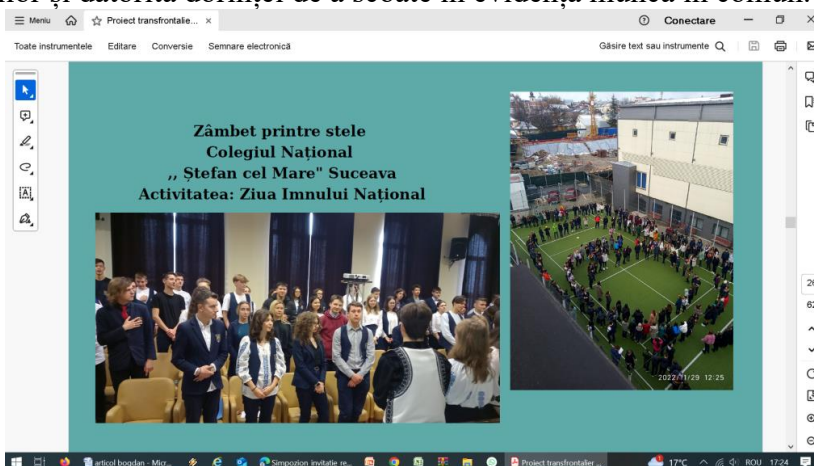 și datorită dorinței de a scoate în evidență munca în comun.
Meniu
Proiect transfrontalie... ×
Conectare
Toate instrumentele Editare Conversie Semnare electronică
Găsire text sau instrumente
Zâmbet printre stele
Colegiul Național
,, Ștefan cel Mare" Suceava
Activitatea: Ziua Imnului Național
2022/11/29 12:25
articol bogdan - Micr...
Simpozion invitatie re...
Proiect transfrontalier ...
17°C
ROU
17:24